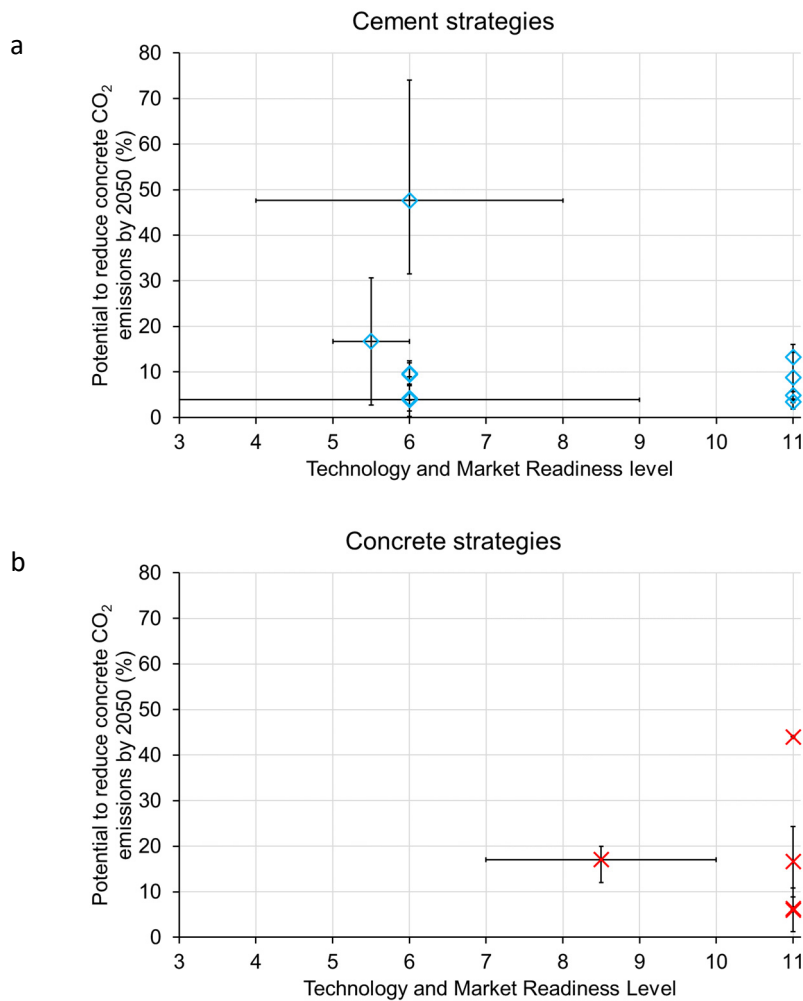 a
Cement strategies
Potential to reduce concrete CO₂
emissions by 2050 (%)
80
70
60
50
40
30
20
10
0
3 4 5 6 7 8 9 10 11
Technology and Market Readiness level
b
Concrete strategies
Potential to reduce concrete CO₂
emissions by 2050 (%)
80
70
60
50
40
30
20
10
0
3 4 5 6 7 8 9 10 11
Technology and Market Readiness Level